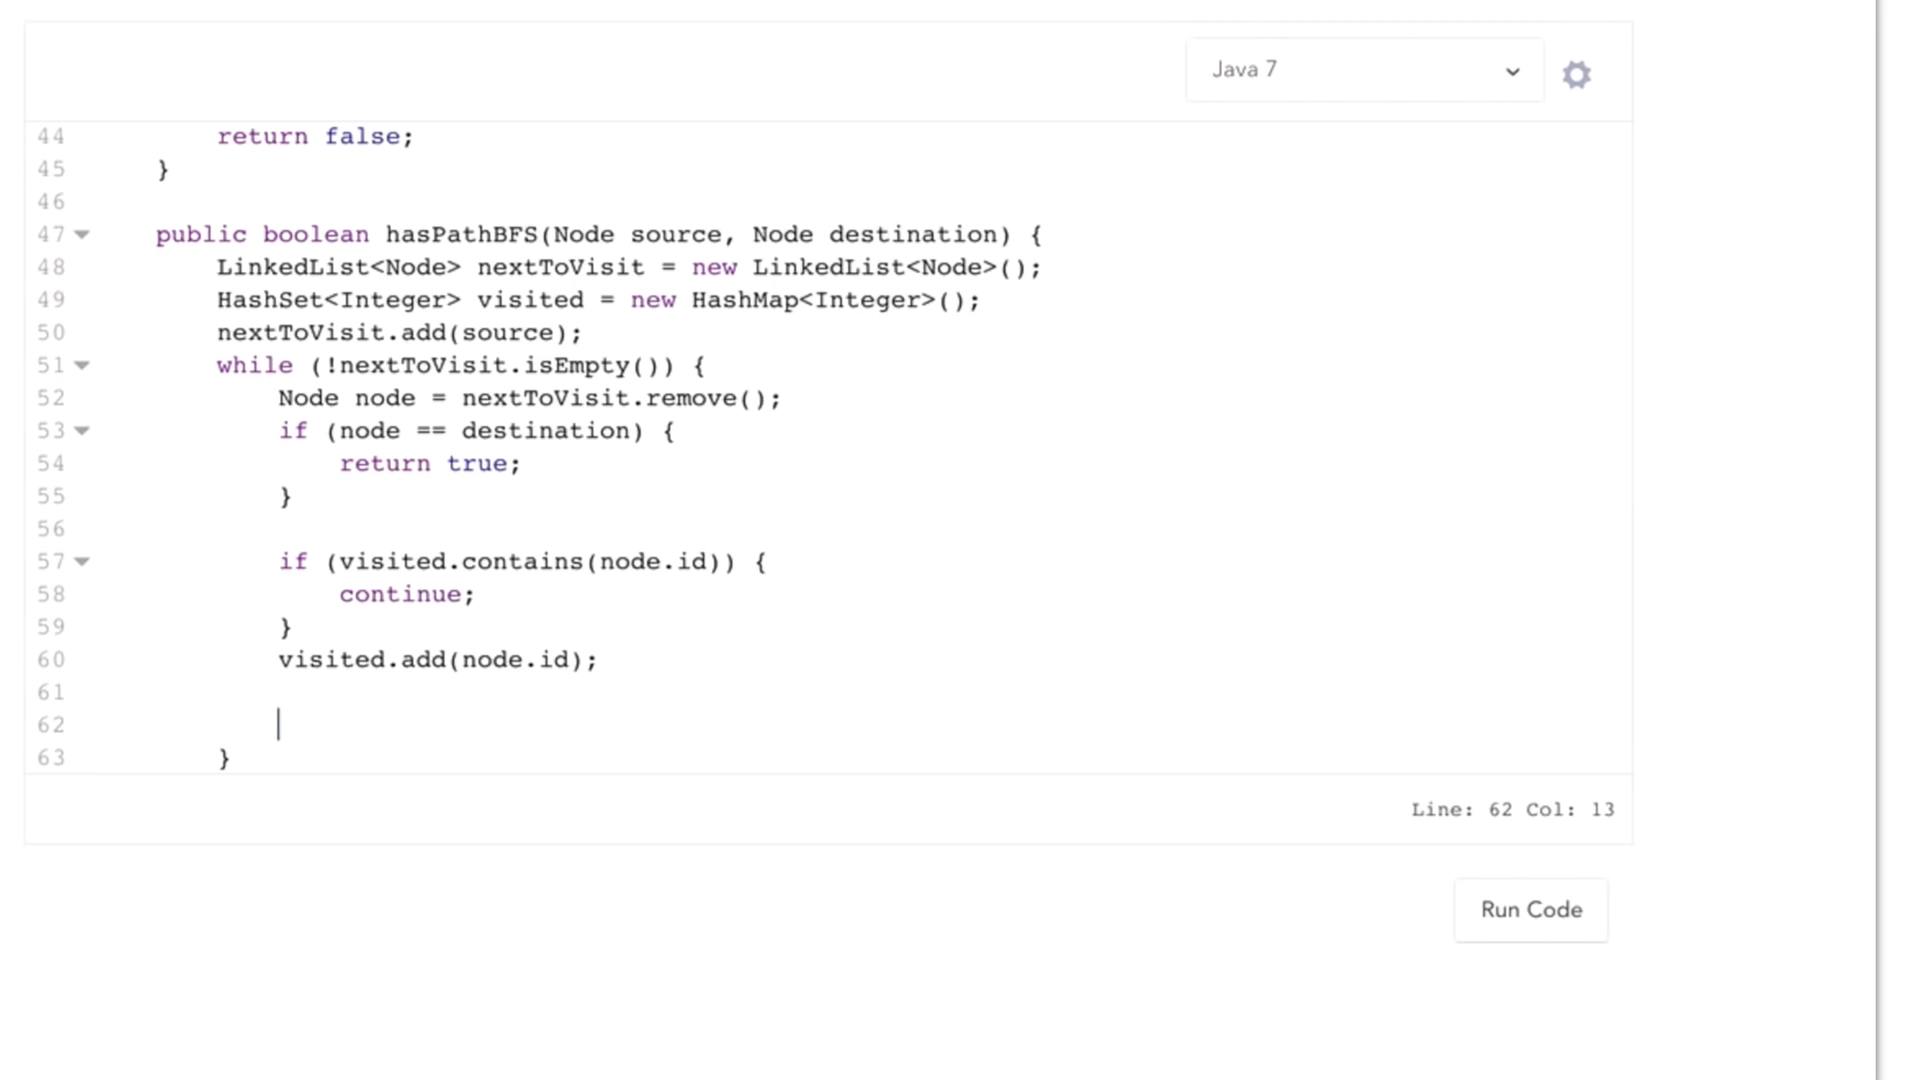 Java 7
44 return false;
45 }
46
47 public boolean hasPathBFS(Node source, Node destination) {
48 LinkedList<Node> nextToVisit = new LinkedList<Node>();
49 HashSet<Integer> visited = new HashMap<Integer>();
50 nextToVisit.add(source);
51 while (!nextToVisit.isEmpty()) {
52 Node node = nextToVisit.remove();
53 if (node == destination) {
54 return true;
55 }
56
57 if (visited.contains(node.id)) {
58 continue;
59 }
60 visited.add(node.id);
61
62
63 }
Line: 62 Col: 13
Run Code